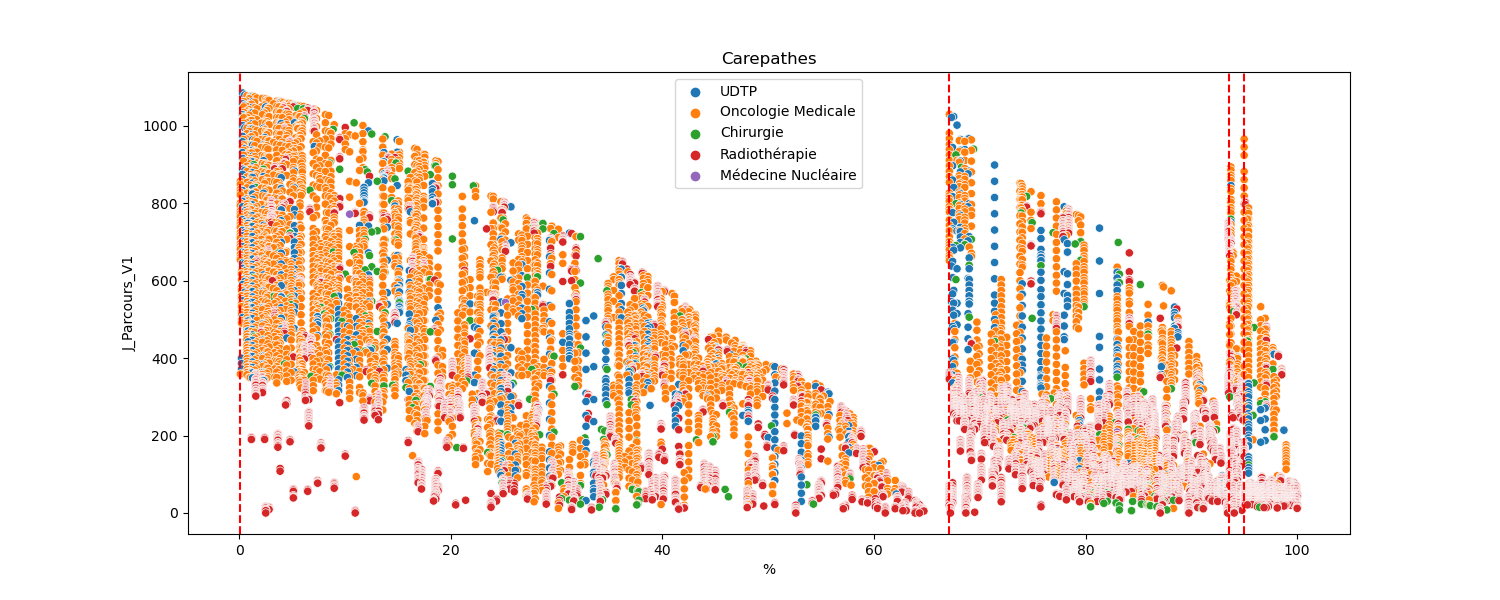 Carepathes
UDTP
Oncologie Medicale
Chirurgie
Radiothérapie
Médecine Nucléaire
J_Parcours_V1
1000
800
600
400
200
0
0 20 40 60 80 100
%